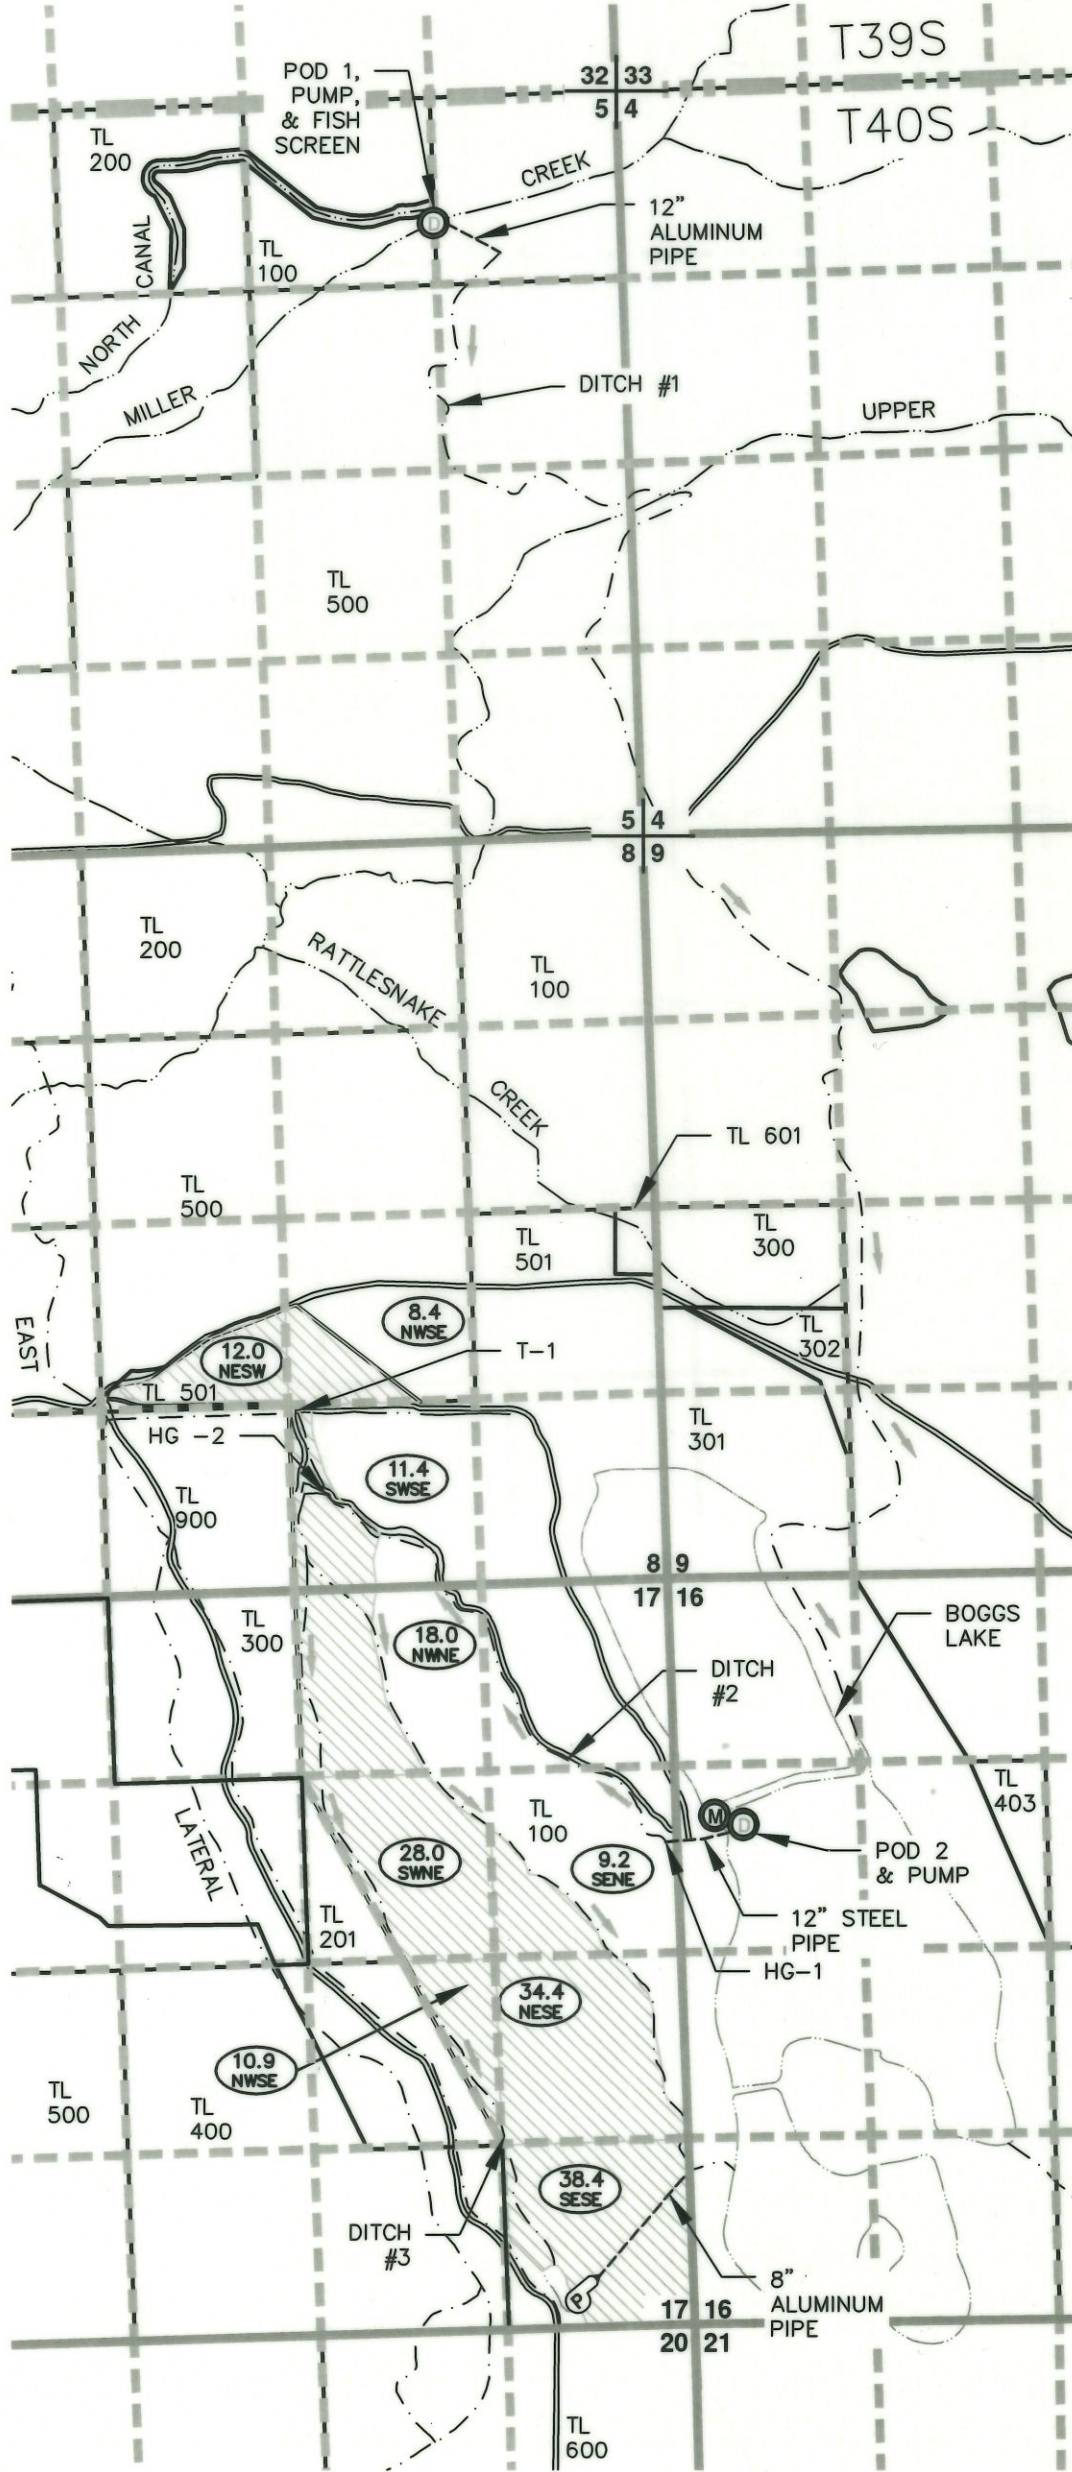 T39S
32 33
5 4
T40S
POD 1,
PUMP,
& FISH
SCREEN
TL
200
CREEK
D
12"
ALUMINUM
PIPE
CANAL
TL
100
NORTH
MILLER
DITCH #1
UPPER
TL
500
5 4
8 9
TL
200
RATTLESNAKE
TL
100
CREEK
TL 601
TL
500
TL
501
TL
300
8.4
NWSE
EAST
12.0
NESW
T-1
TL
302
TL 501
HG -2
TL
301
11.4
SWSE
TL
900
8 9
17 16
TL
300
18.0
NWNE
BOGGS
LAKE
DITCH
#2
TL
403
LATERAL
TL
100
M
D
28.0
SWNE
9.2
SENE
POD 2
& PUMP
TL
201
12" STEEL
PIPE
HG-1
34.4
NESE
10.9
NWSE
TL
500
TL
400
38.4
SESE
DITCH
#3
P
8"
ALUMINUM
PIPE
17 16
20 21
TL
600